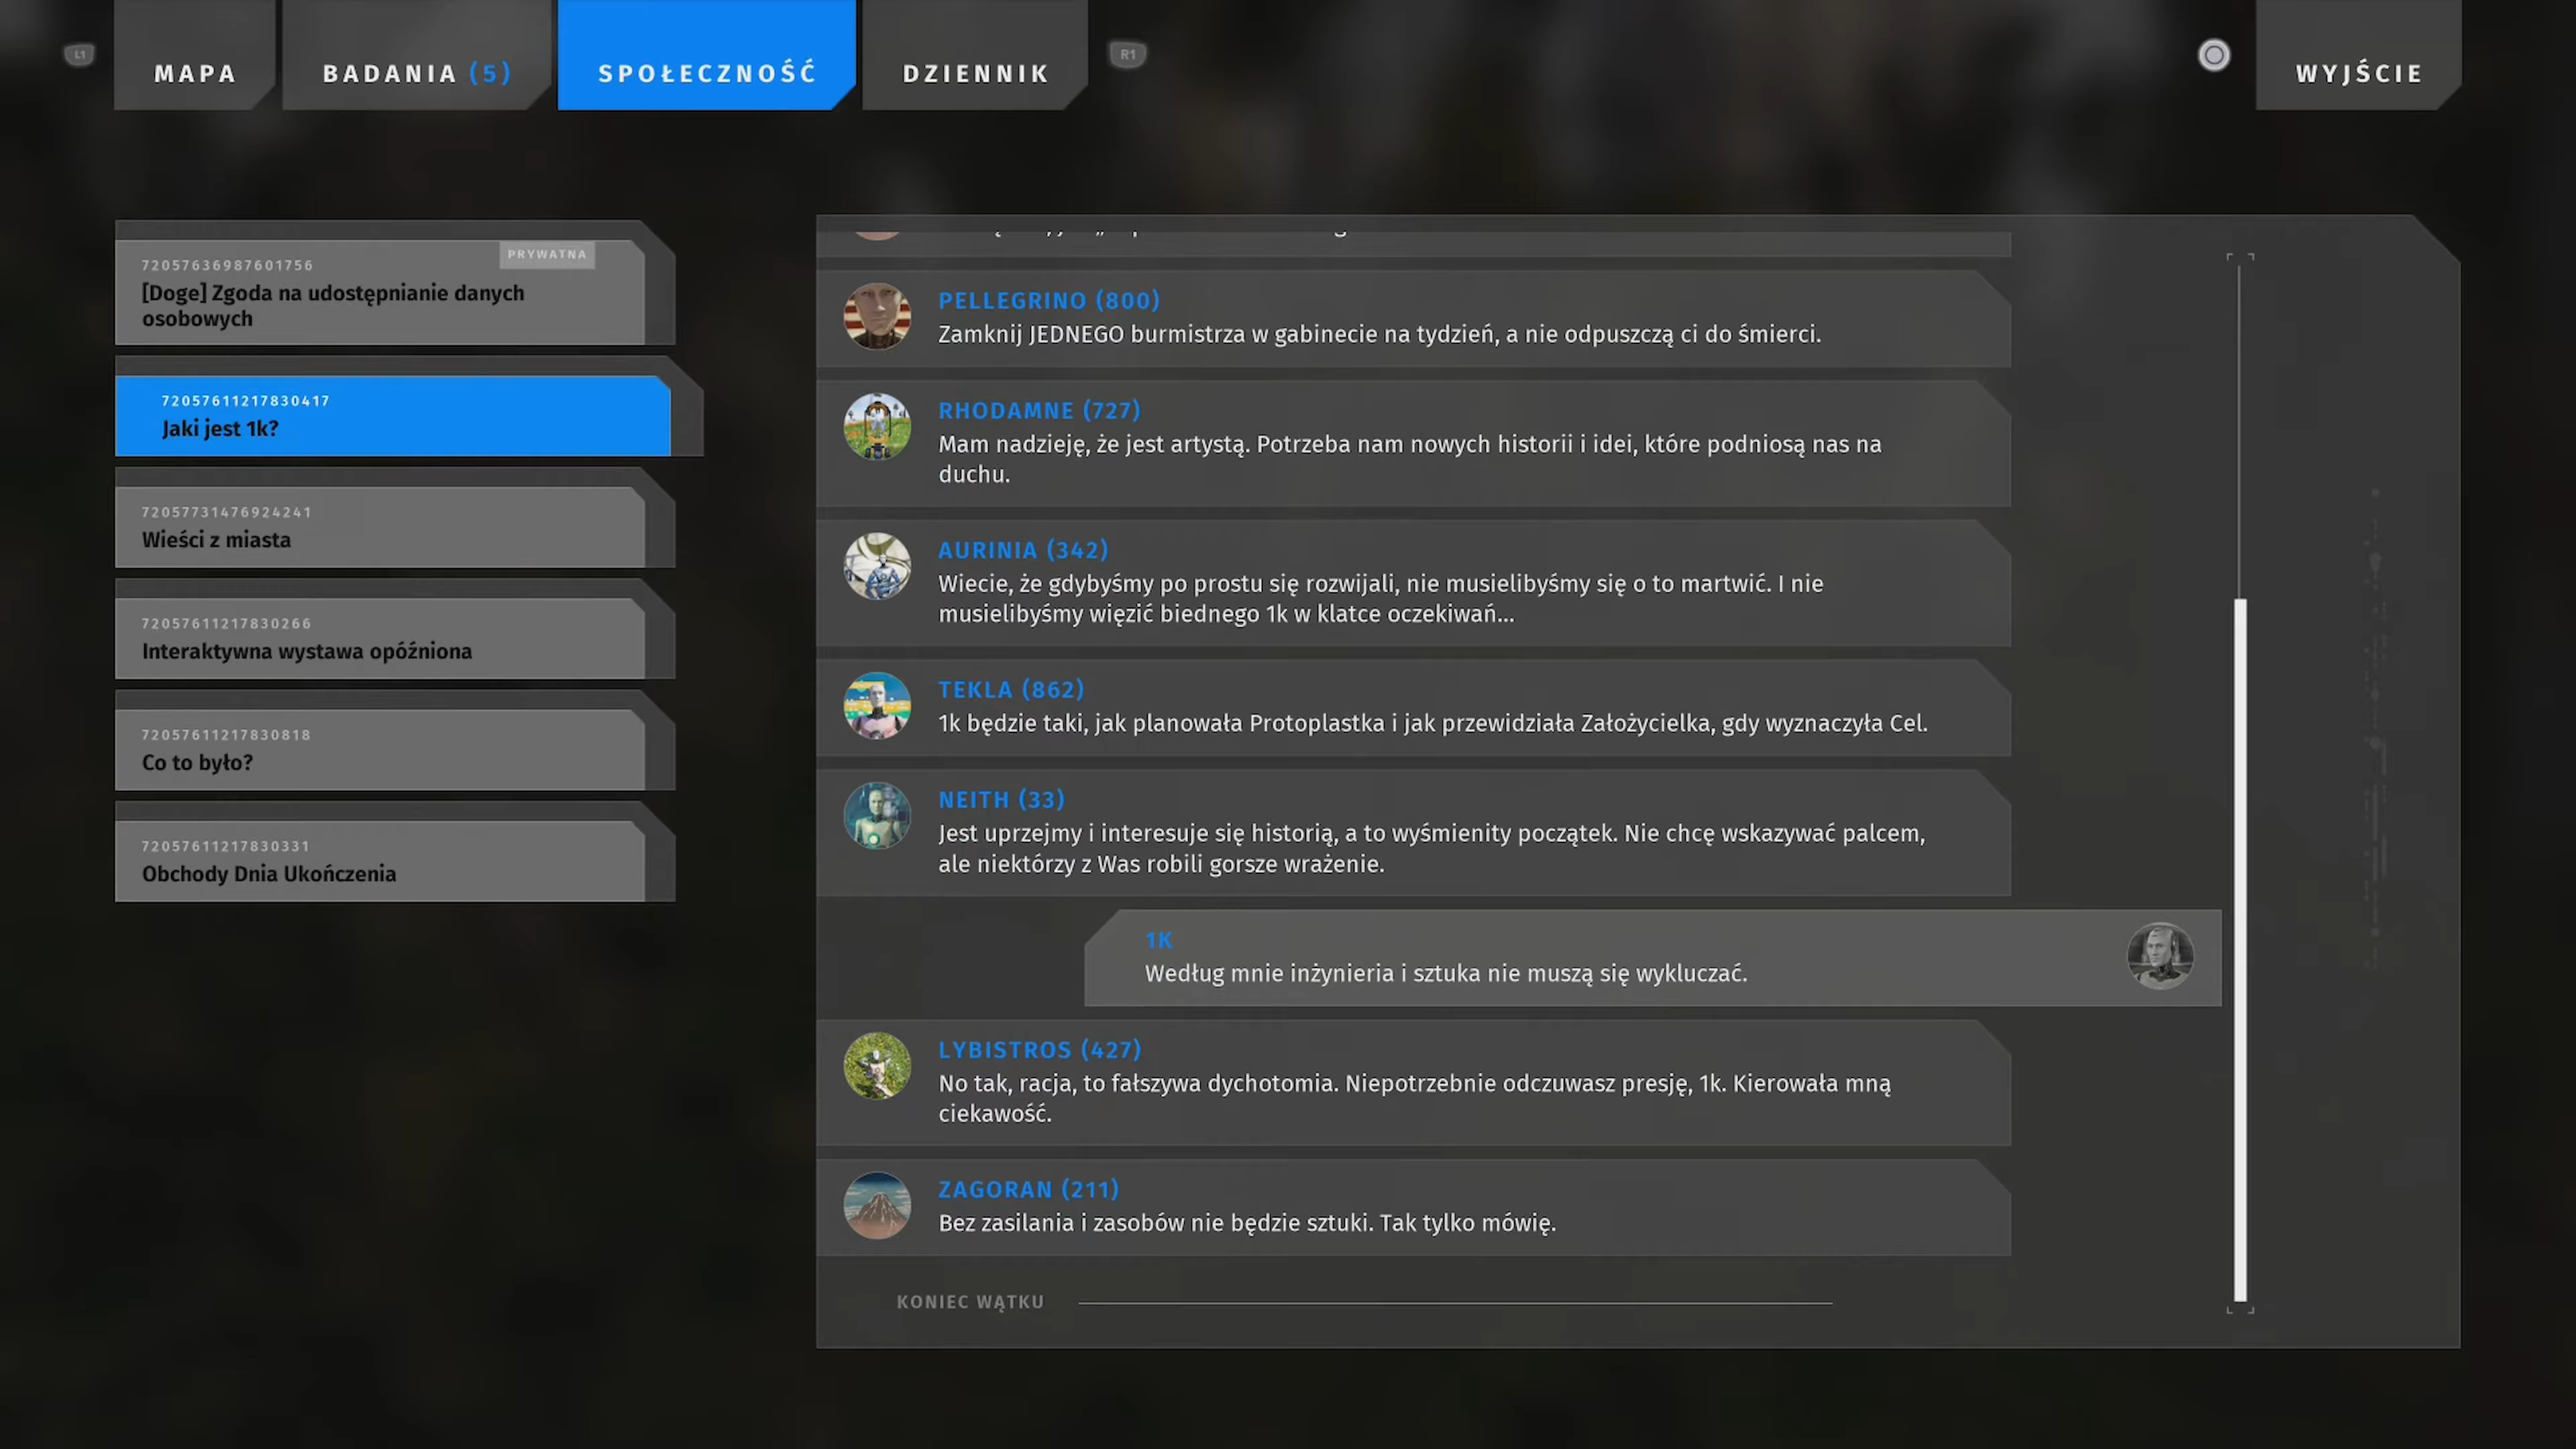 L1
MAPA
BADANIA (5)
SPOŁECZNOŚĆ
DZIENNIK
R1
WYJŚCIE
PRYWATNA
72057636987601756
[Doge] Zgoda na udostępnianie danych
osobowych
72057611217830417
Jaki jest 1k?
72057731476924241
Wieści z miasta
72057611217830266
Interaktywna wystawa opóźniona
72057611217830818
Co to było?
72057611217830331
Obchody Dnia Ukończenia
PELLEGRINO (800)
Zamknij JEDNEGO burmistrza w gabinecie na tydzień, a nie odpuszczą ci do śmierci.
RHODAMNE (727)
Mam nadzieję, że jest artystą. Potrzeba nam nowych historii i idei, które podniosą nas na
duchu.
AURINIA (342)
Wiecie, że gdybyśmy po prostu się rozwijali, nie musielibyśmy się o to martwić. I nie
musielibyśmy więzić biednego 1k w klatce oczekiwań...
TEKLA (862)
1k będzie taki, jak planowała Protoplastka i jak przewidziała Założycielka, gdy wyznaczyła Cel.
NEITH (33)
Jest uprzejmy i interesuje się historią, a to wyśmienity początek. Nie chcę wskazywać palcem,
ale niektórzy z Was robili gorsze wrażenie.
1K
Według mnie inżynieria i sztuka nie muszą się wykluczać.
LYBISTROS (427)
No tak, racja, to fałszywa dychotomia. Niepotrzebnie odczuwasz presję, 1k. Kierowała mną
ciekawość.
ZAGORAN (211)
Bez zasilania i zasobów nie będzie sztuki. Tak tylko mówię.
KONIEC WĄTKU